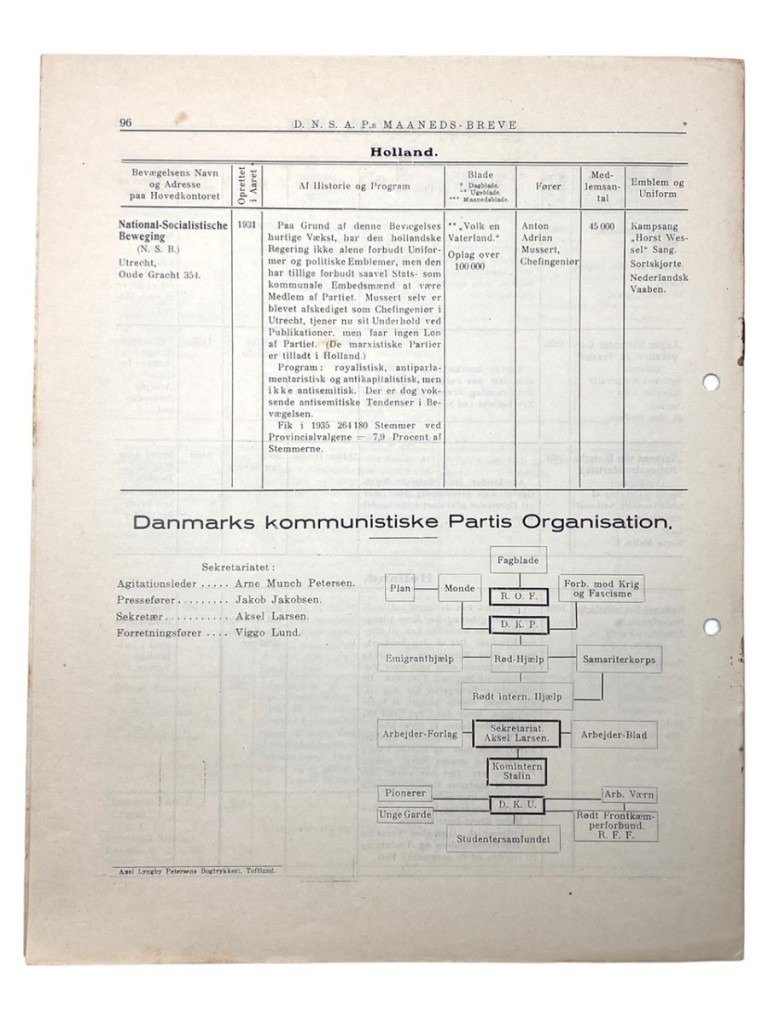 96
D. N. S. A. P.s MAANEDS-BREVE
Holland.
Bevægelsens Navn
og Adresse
paa Hovedkontoret
Oprettet
i Aaret
Af Historie og Program
Blade
* Dagblade.
** Ugeblade.
*** Maanedsblade.
Fører
Med-
lemsan-
tal
Emblem og
Uniform
National-Socialistische
Beweging
(N. S. B.)
Utrecht,
Oude Gracht 354.
1931
Paa Grund af denne Bevægelses
hurtige Vækst, har den hollandske
Regering ikke alene forbudt Unifor-
mer og politiske Emblemer, men den
har tillige forbudt saavel Stats- som
kommunale Embedsmænd at være
Medlem af Partiet. Mussert selv er
blevet afskediget som Chefingeniør i
Utrecht, tjener nu sit Underhold ved
Publikationer, men faar ingen Løn
af Partiet. (De marxistiske Partier
er tilladt i Holland.)
Program: royalistisk, antiparla-
mentaristisk og antikapitalistisk, men
ikke antisemitisk. Der er dog vok-
sende antisemitiske Tendenser i Be-
vægelsen.
Fik i 1935 264 180 Stemmer ved
Provincialvalgene = 7,9 Procent af
Stemmerne.
** „Volk en
Vaterland.“
Oplag over
100 000
Anton
Adrian
Mussert,
Chefingeniør
45 000
Kampsang
„Horst Wes-
sel“ Sang.
Sortskjorte.
Nederlandsk
Vaaben.
Danmarks kommunistiske Partis Organisation.
Sekretariatet:
Agitationsleder ..... Arne Munch Petersen.
Pressefører ......... Jakob Jakobsen.
Sekretær ........... Aksel Larsen.
Forretningsfører .... Viggo Lund.
Fagblade
Plan
Monde
R. O. F.
Forb. mod Krig
og Fascisme
D. K. P.
Emigranthjælp
Rød-Hjælp
Samariterkorps
Rødt intern. Hjælp
Arbejder-Forlag
Sekretariat.
Aksel Larsen.
Arbejder-Blad
Komintern
Stalin
Pionerer
D. K. U.
Arb. Værn
Unge Garde
Rødt Frontkæm-
perforbund.
R. F. F.
Studentersamfundet
Axel Lyngby Petersens Bogtrykkeri, Toftlund.